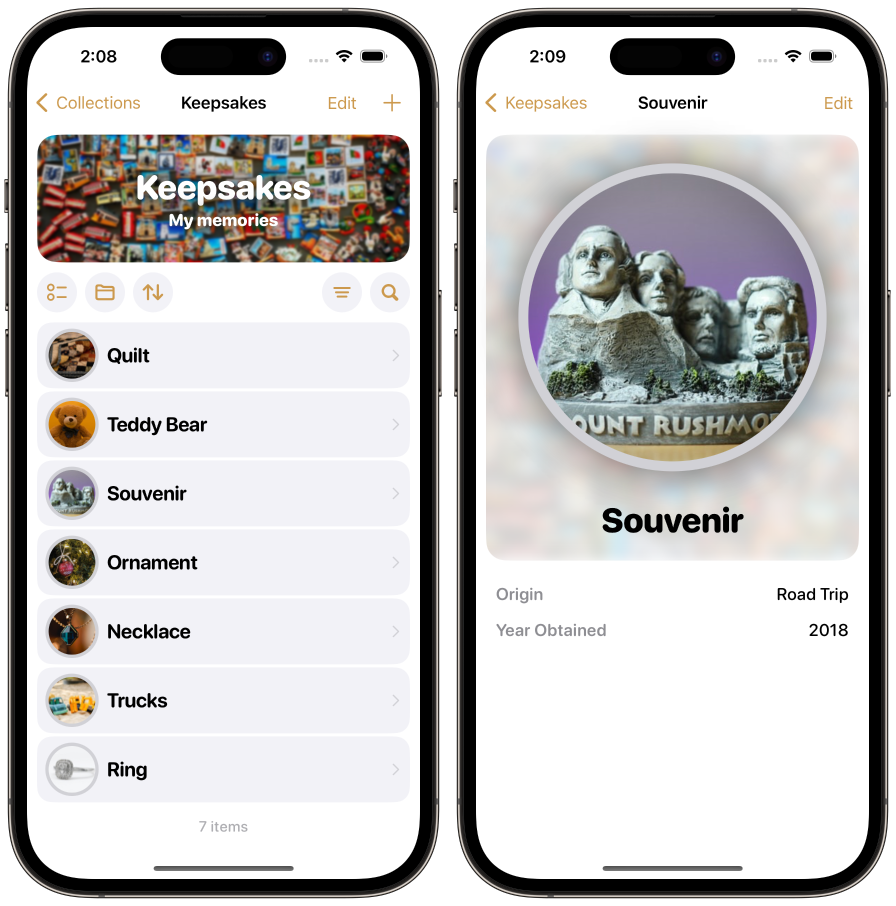 2:08
Collections Keepsakes Edit
Keepsakes
My memories
Quilt
Teddy Bear
Souvenir
Ornament
Necklace
Trucks
Ring
7 items
2:09
Keepsakes Souvenir Edit
OUNT RUSHMO
Souvenir
Origin Road Trip
Year Obtained 2018